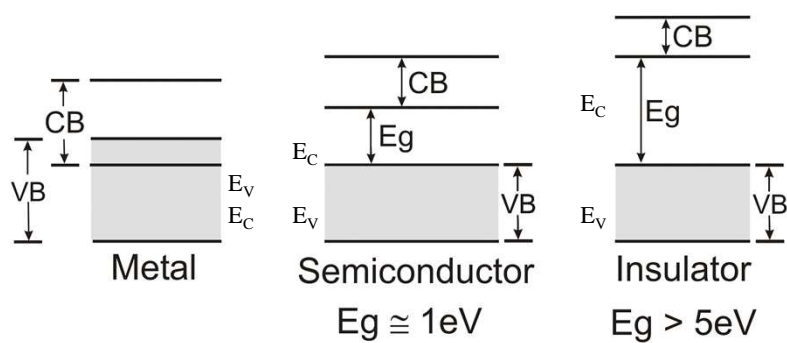 CB
VB
E_V
E_C
Metal
CB
Eg
E_C
E_V
VB
Semiconductor
Eg ≅ 1eV
CB
E_C
Eg
E_V
VB
Insulator
Eg > 5eV